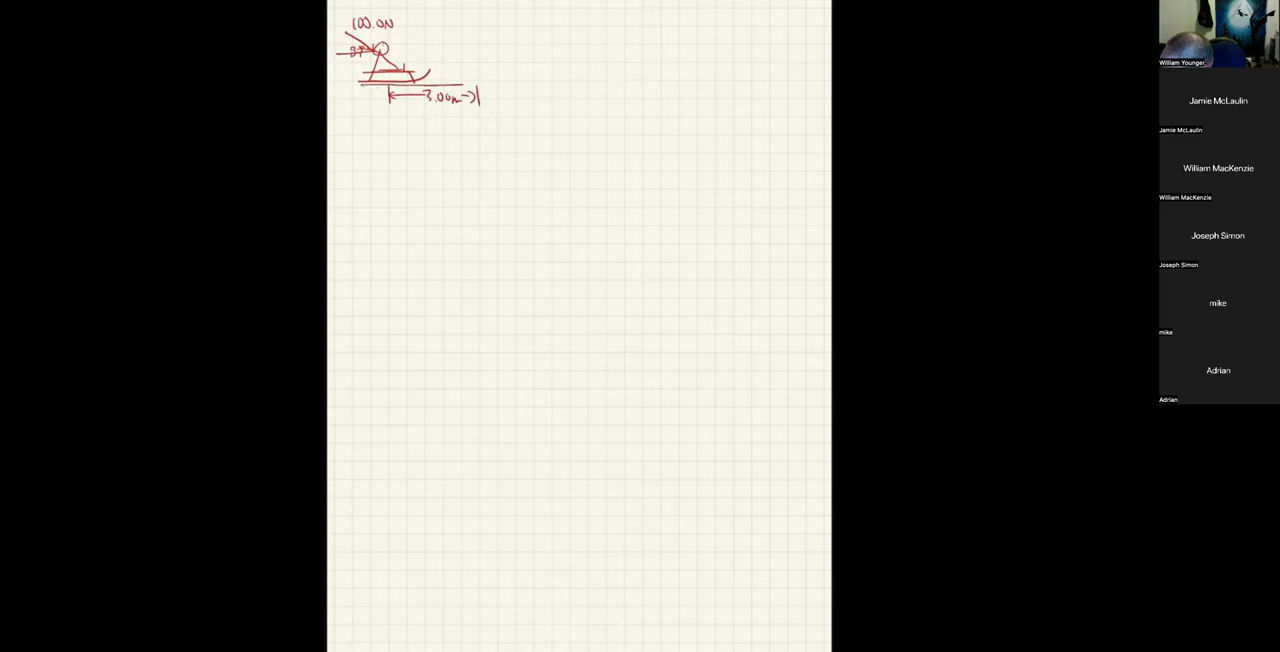 100.0N
3.00m
William Younger
Jamie McLaulin
Jamie McLaulin
William MacKenzie
William MacKenzie
Joseph Simon
Joseph Simon
mike
mike
Adrian
Adrian